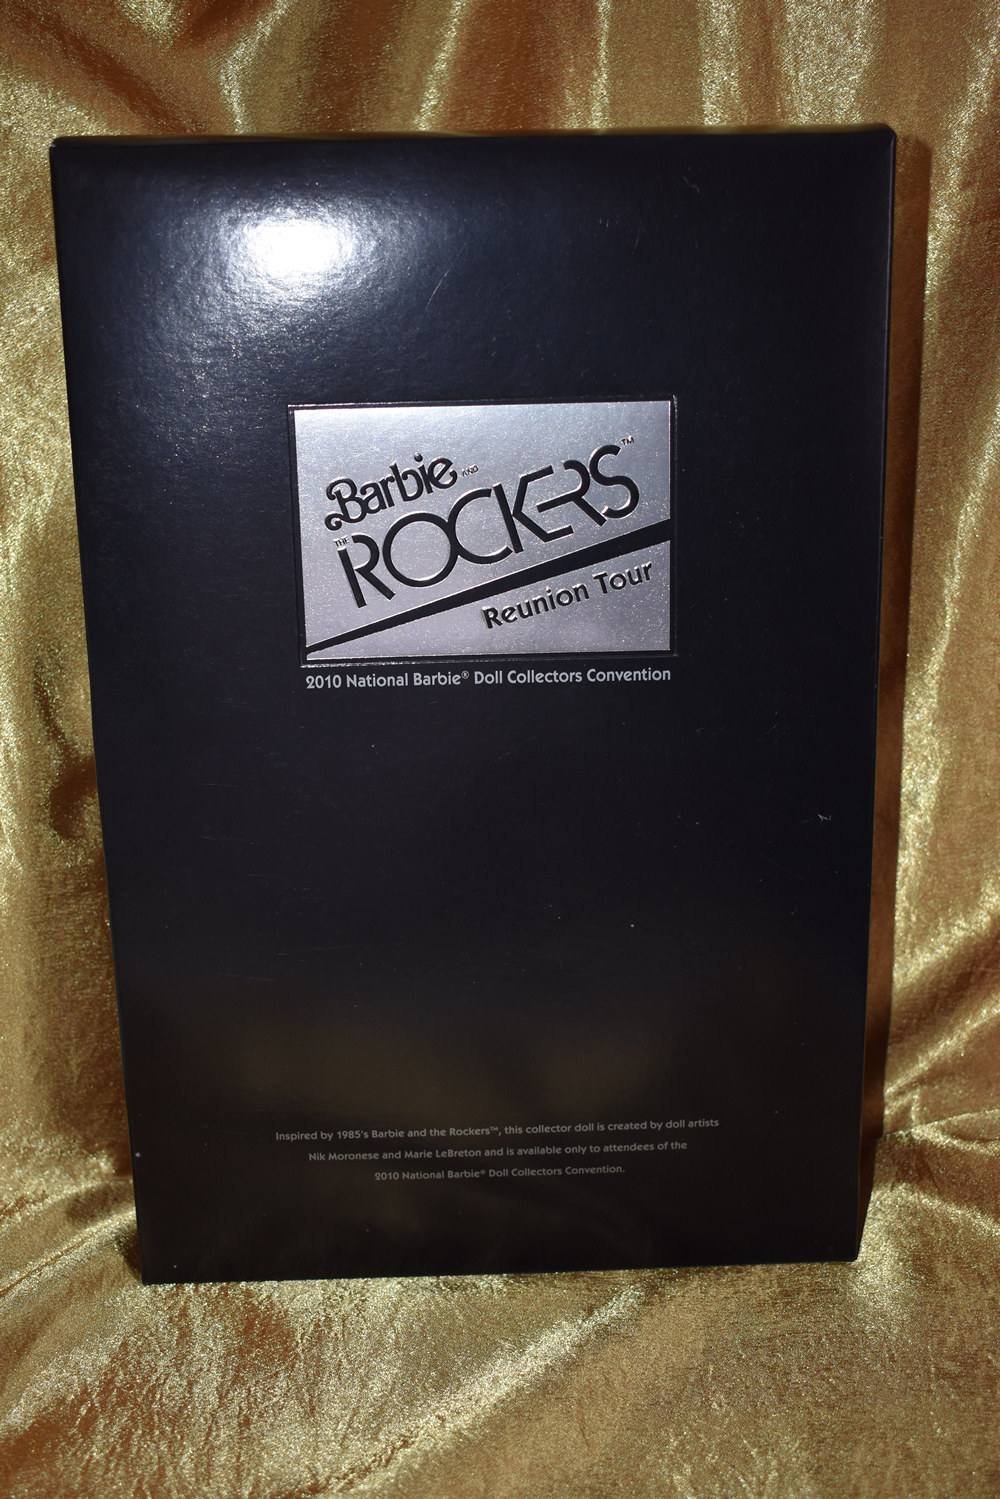 Barbie AND
THE ROCKERS™
Reunion Tour
2010 National Barbie® Doll Collectors Convention
Inspired by 1985's Barbie and the Rockers™, this collector doll is created by doll artists
Nik Moronese and Marie LeBreton and is available only to attendees of the
2010 National Barbie® Doll Collectors Convention.